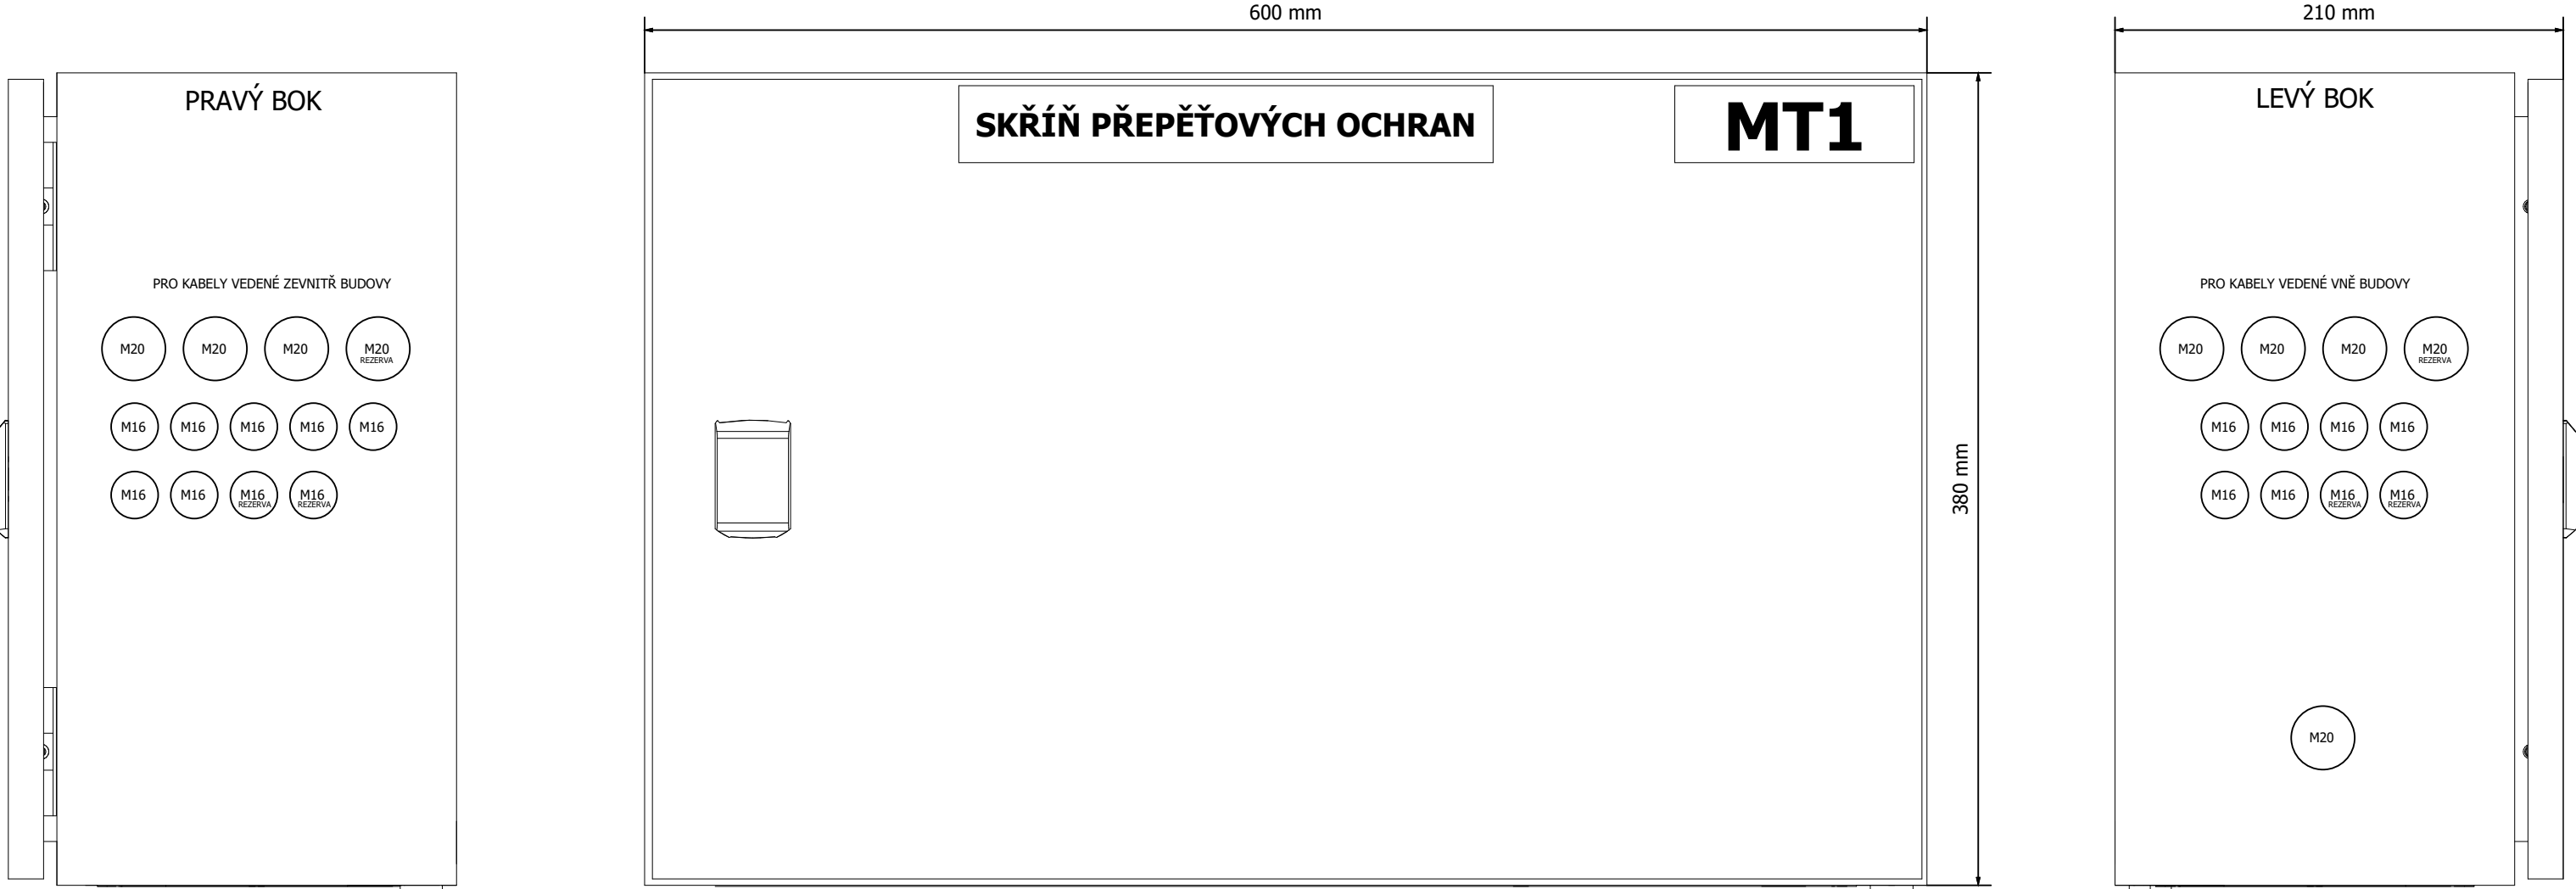 600 mm
210 mm
PRAVÝ BOK
SKŘÍŇ PŘEPĚŤOVÝCH OCHRAN
MT1
LEVÝ BOK
PRO KABELY VEDENÉ ZEVNITŘ BUDOVY
M20 M20 M20 M20
REZERVA
M16 M16 M16 M16 M16
M16 M16 M16 M16
REZERVA REZERVA
380 mm
PRO KABELY VEDENÉ VNĚ BUDOVY
M20 M20 M20 M20
REZERVA
M16 M16 M16 M16
M16 M16 M16 M16
REZERVA REZERVA
M20